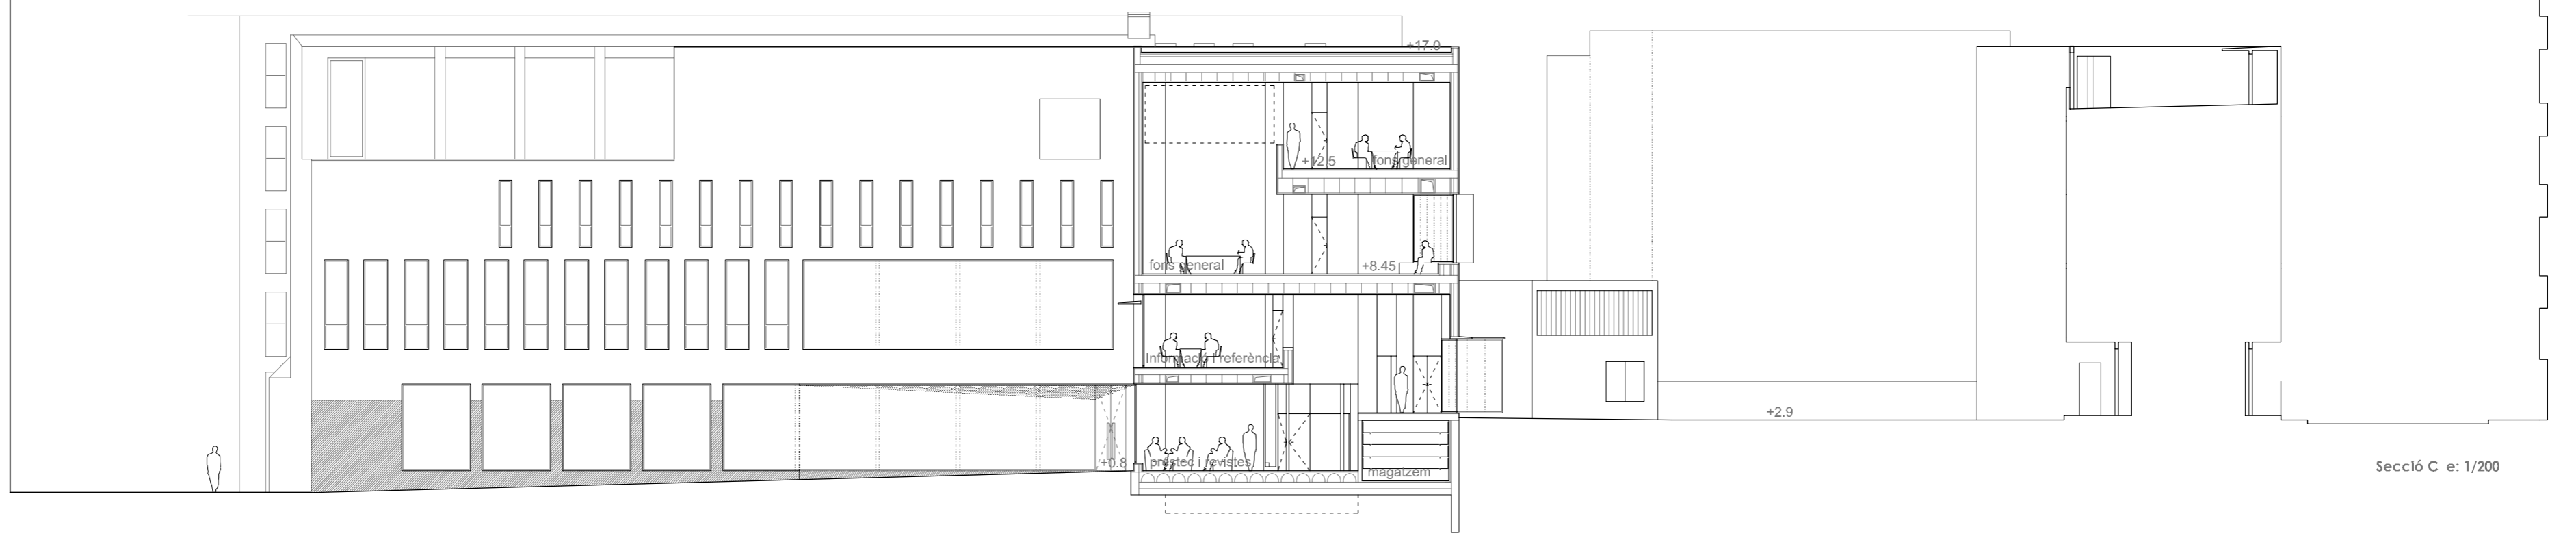 +17.0
+12.5 fons general
fons general +8.45
informació i referència
+2.9
+0.8 préstec i revistes
magatzem
Secció C e: 1/200